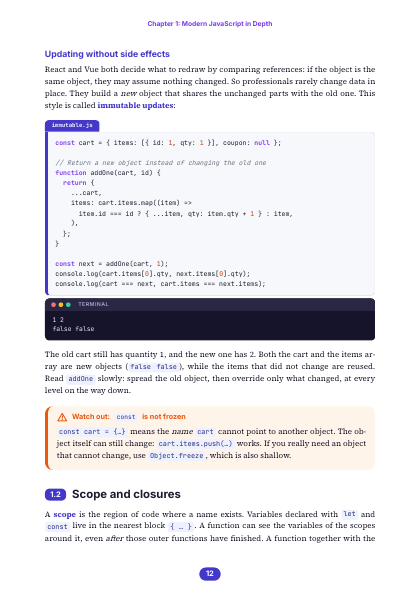 Chapter 1: Modern JavaScript in Depth
Updating without side effects
React and Vue both decide what to redraw by comparing references: if the object is the
same object, they may assume nothing changed. So professionals rarely change data in
place. They build a new object that shares the unchanged parts with the old one. This
style is called immutable updates:
immutable.js
const cart = { items: [{ id: 1, qty: 1 }], coupon: null };
// Return a new object instead of changing the old one
function addOne(cart, id) {
  return {
    ...cart,
    items: cart.items.map((item) =>
      item.id === id ? { ...item, qty: item.qty + 1 } : item,
    ),
  };
}
const next = addOne(cart, 1);
console.log(cart.items[0].qty, next.items[0].qty);
console.log(cart === next, cart.items === next.items);
TERMINAL
1 2
false false
The old cart still has quantity 1, and the new one has 2. Both the cart and the items ar-
ray are new objects (false false), while the items that did not change are reused.
Read addOne slowly: spread the old object, then override only what changed, at every
level on the way down.
Watch out: const is not frozen
const cart = {…} means the name cart cannot point to another object. The ob-
ject itself can still change: cart.items.push(…) works. If you really need an object
that cannot change, use Object.freeze, which is also shallow.
1.2 Scope and closures
A scope is the region of code where a name exists. Variables declared with let and
const live in the nearest block { … }. A function can see the variables of the scopes
around it, even after those outer functions have finished. A function together with the
12